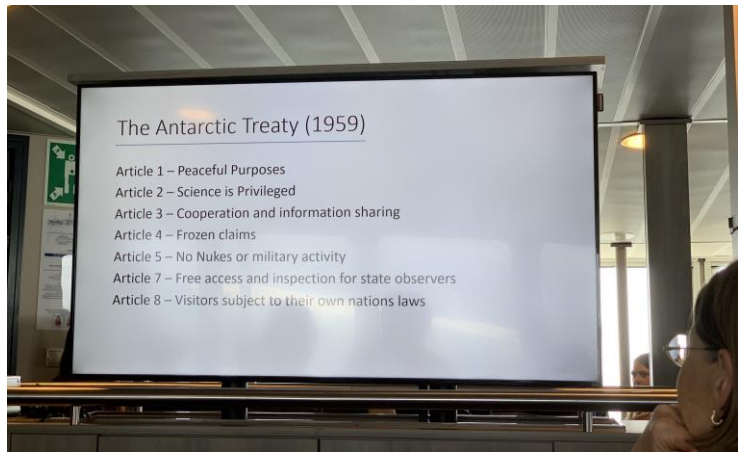 The Antarctic Treaty (1959)
Article 1 – Peaceful Purposes
Article 2 – Science is Privileged
Article 3 – Cooperation and information sharing
Article 4 – Frozen claims
Article 5 – No Nukes or military activity
Article 7 – Free access and inspection for state observers
Article 8 – Visitors subject to their own nations laws